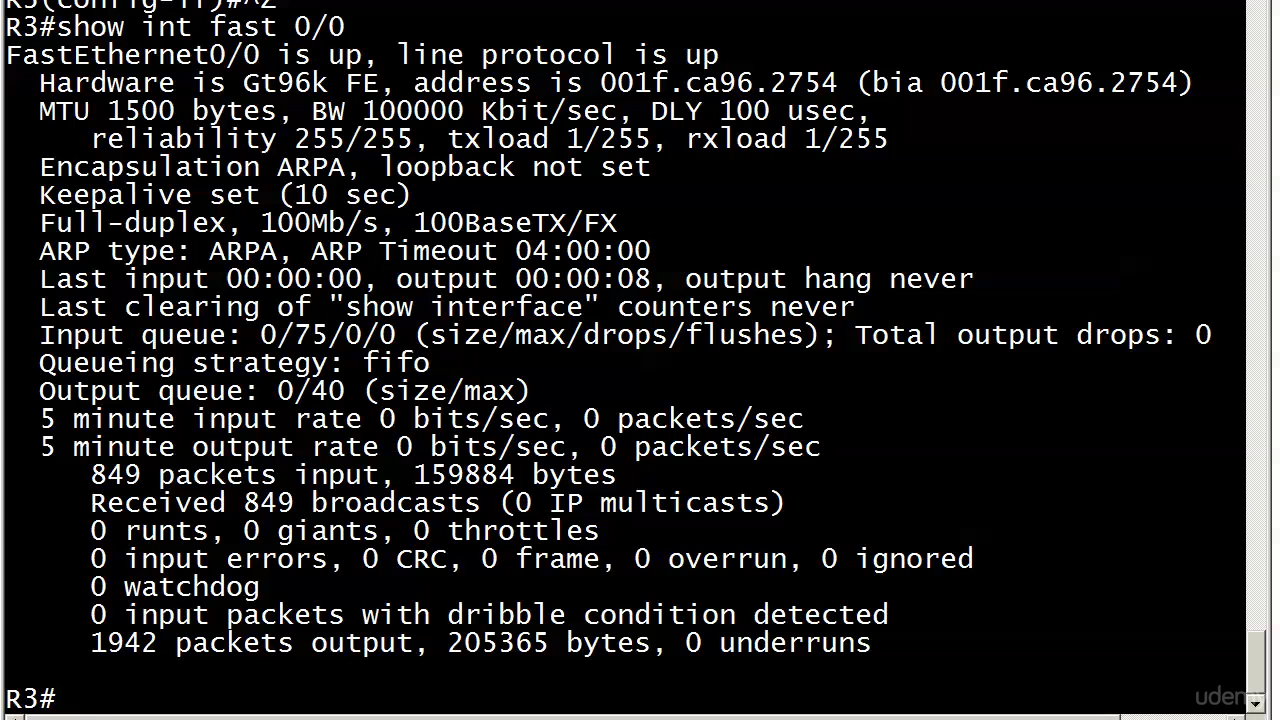 R3(config-if)#^Z
R3#show int fast 0/0
FastEthernet0/0 is up, line protocol is up
Hardware is Gt96k FE, address is 001f.ca96.2754 (bia 001f.ca96.2754)
MTU 1500 bytes, BW 100000 Kbit/sec, DLY 100 usec,
reliability 255/255, txload 1/255, rxload 1/255
Encapsulation ARPA, loopback not set
Keepalive set (10 sec)
Full-duplex, 100Mb/s, 100BaseTX/FX
ARP type: ARPA, ARP Timeout 04:00:00
Last input 00:00:00, output 00:00:08, output hang never
Last clearing of "show interface" counters never
Input queue: 0/75/0/0 (size/max/drops/flushes); Total output drops: 0
Queueing strategy: fifo
Output queue: 0/40 (size/max)
5 minute input rate 0 bits/sec, 0 packets/sec
5 minute output rate 0 bits/sec, 0 packets/sec
849 packets input, 159884 bytes
Received 849 broadcasts (0 IP multicasts)
0 runts, 0 giants, 0 throttles
0 input errors, 0 CRC, 0 frame, 0 overrun, 0 ignored
0 watchdog
0 input packets with dribble condition detected
1942 packets output, 205365 bytes, 0 underruns
R3#